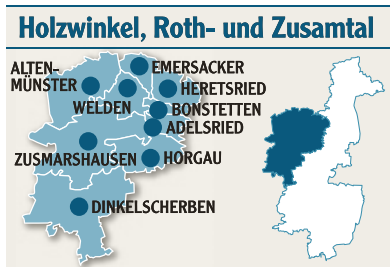 Holzwinkel, Roth- und Zusamtal
ALTEN-
MÜNSTER
EMERSACKER
HERETSRIED
WELDEN
BONSTETTEN
ADELSRIED
ZUSMARSHAUSEN
HORGAU
DINKELSCHERBEN